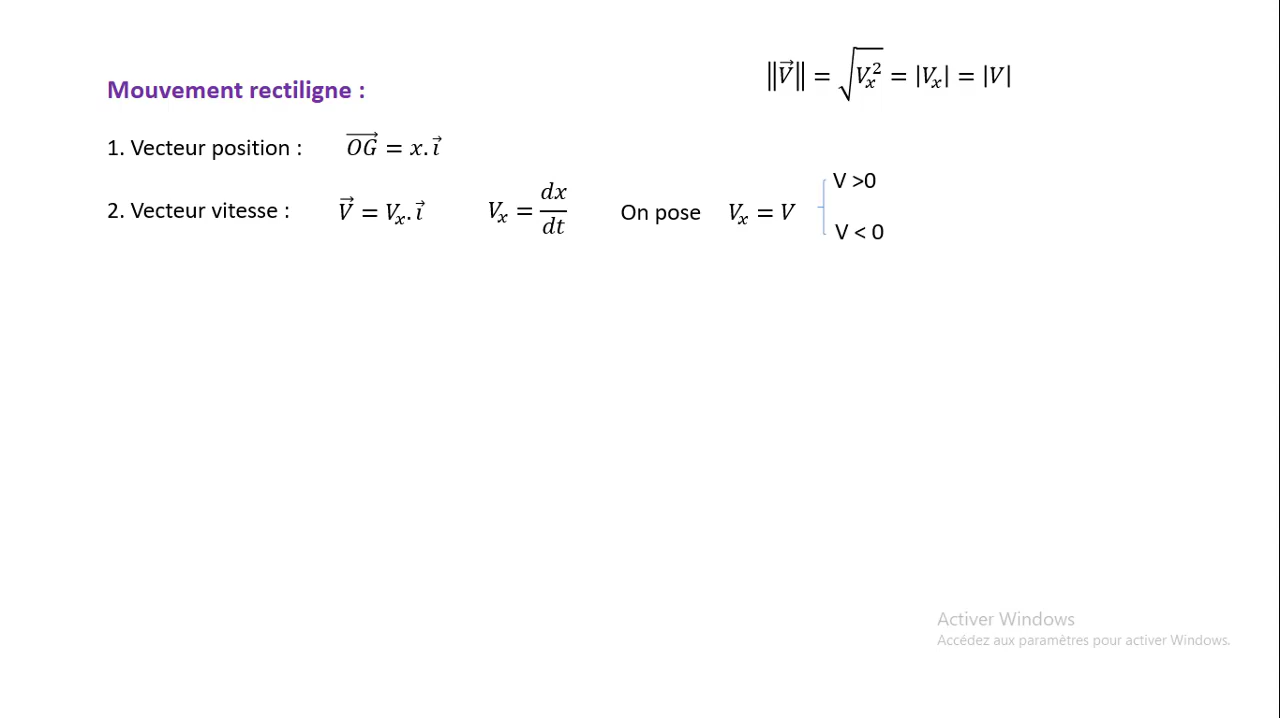 ‖V⃗‖ = √(Vₓ²) = |Vₓ| = |V|
Mouvement rectiligne :
1. Vecteur position : OG⃗ = x. i⃗
2. Vecteur vitesse : V⃗ = Vₓ. i⃗ Vₓ = dx/dt On pose Vₓ = V { V >0
V < 0
Activer Windows
Accédez aux paramètres pour activer Windows.